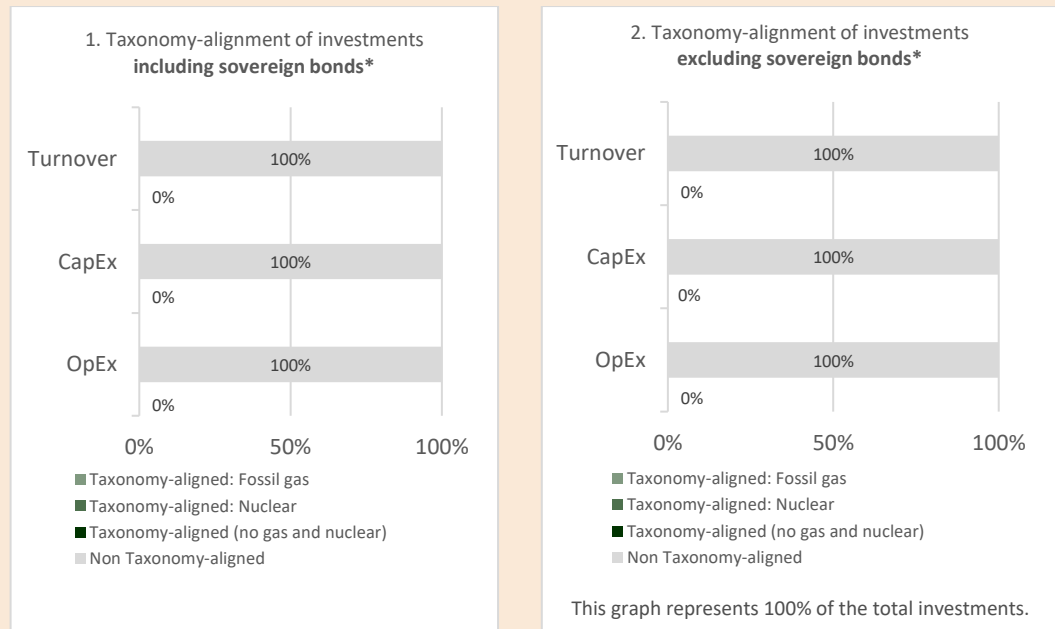 1. Taxonomy-alignment of investments
including sovereign bonds*
Turnover
100%
0%
CapEx
100%
0%
OpEx
100%
0%
0%
50%
100%
Taxonomy-aligned: Fossil gas
Taxonomy-aligned: Nuclear
Taxonomy-aligned (no gas and nuclear)
Non Taxonomy-aligned
2. Taxonomy-alignment of investments
excluding sovereign bonds*
Turnover
100%
0%
CapEx
100%
0%
OpEx
100%
0%
0%
50%
100%
Taxonomy-aligned: Fossil gas
Taxonomy-aligned: Nuclear
Taxonomy-aligned (no gas and nuclear)
Non Taxonomy-aligned
This graph represents 100% of the total investments.